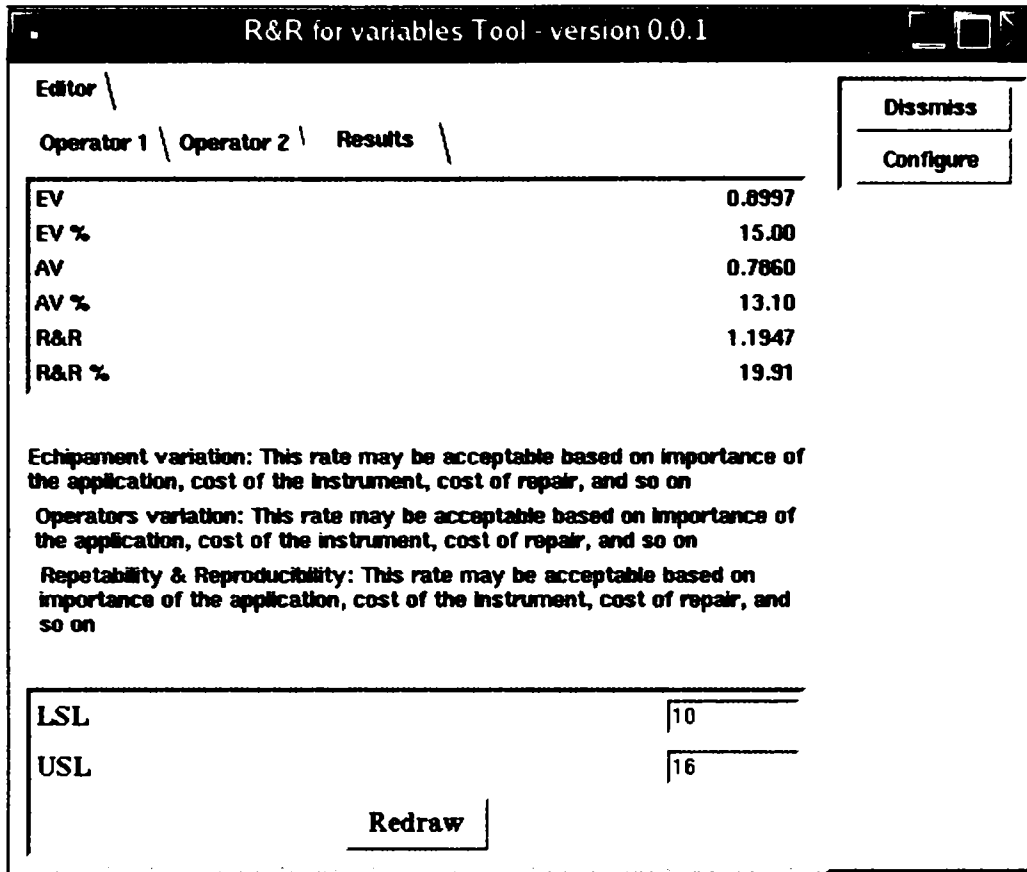 R&R for variables Tool - version 0.0.1
Editor
Dissmiss
Operator 1 Operator 2 Results
Configure
EV 0.8997
EV % 15.00
AV 0.7860
AV % 13.10
R&R 1.1947
R&R % 19.91
Echipament variation: This rate may be acceptable based on importance of
the application, cost of the instrument, cost of repair, and so on
Operators variation: This rate may be acceptable based on importance of
the application, cost of the instrument, cost of repair, and so on
Repetability & Reproducibility: This rate may be acceptable based on
importance of the application, cost of the instrument, cost of repair, and
so on
LSL 10
USL 16
Redraw